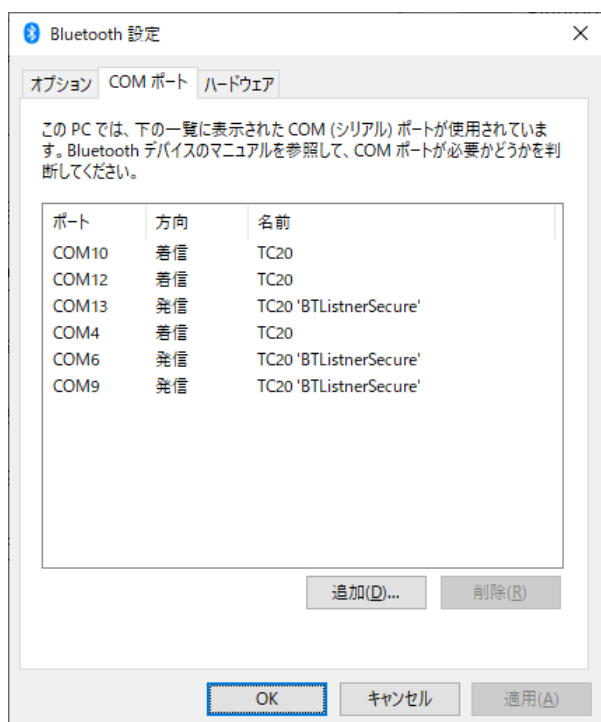 Bluetooth 設定
オプション COM ポート ハードウェア
この PC では、下の一覧に表示された COM (シリアル) ポートが使用されていま
す。Bluetooth デバイスのマニュアルを参照して、COM ポートが必要かどうかを判
断してください。
ポート 方向 名前
COM10 着信 TC20
COM12 着信 TC20
COM13 発信 TC20 'BTListnerSecure'
COM4 着信 TC20
COM6 発信 TC20 'BTListnerSecure'
COM9 発信 TC20 'BTListnerSecure'
追加(D)... 削除(R)
OK キャンセル 適用(A)